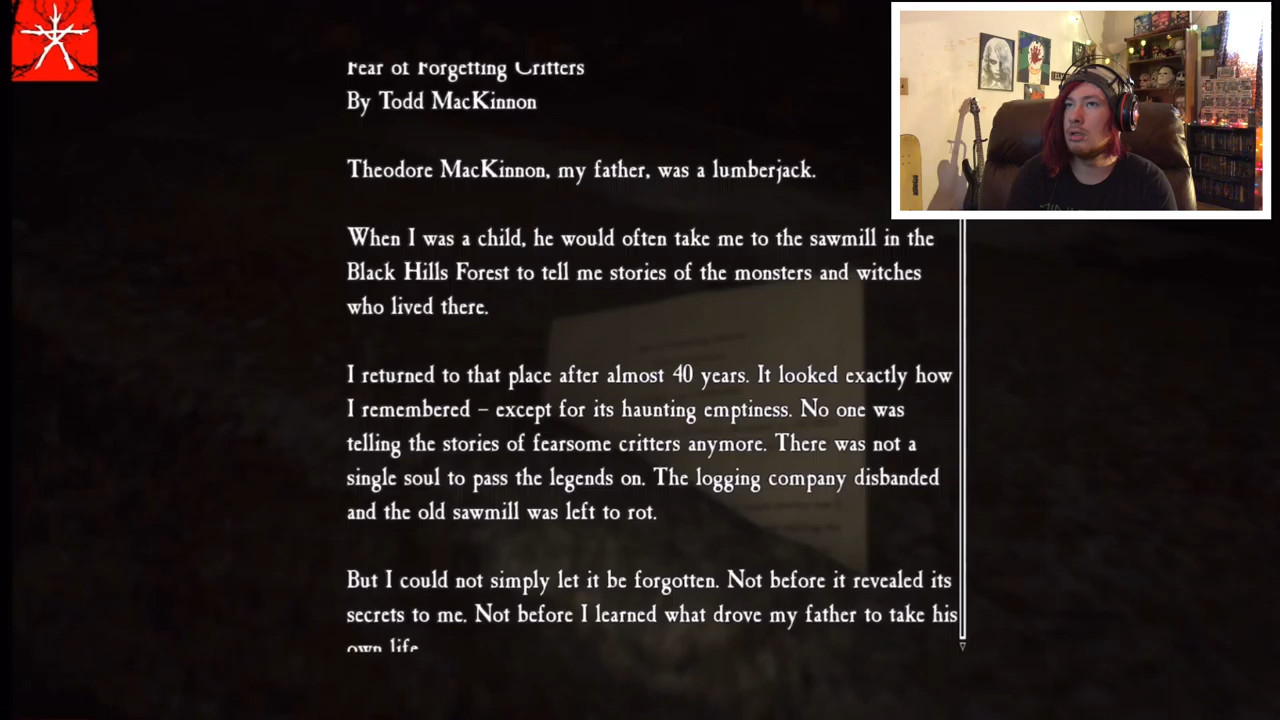 Fear of Forgetting Critters
By Todd MacKinnon
Theodore MacKinnon, my father, was a lumberjack.
When I was a child, he would often take me to the sawmill in the
Black Hills Forest to tell me stories of the monsters and witches
who lived there.
I returned to that place after almost 40 years. It looked exactly how
I remembered – except for its haunting emptiness. No one was
telling the stories of fearsome critters anymore. There was not a
single soul to pass the legends on. The logging company disbanded
and the old sawmill was left to rot.
But I could not simply let it be forgotten. Not before it revealed its
secrets to me. Not before I learned what drove my father to take his
own life